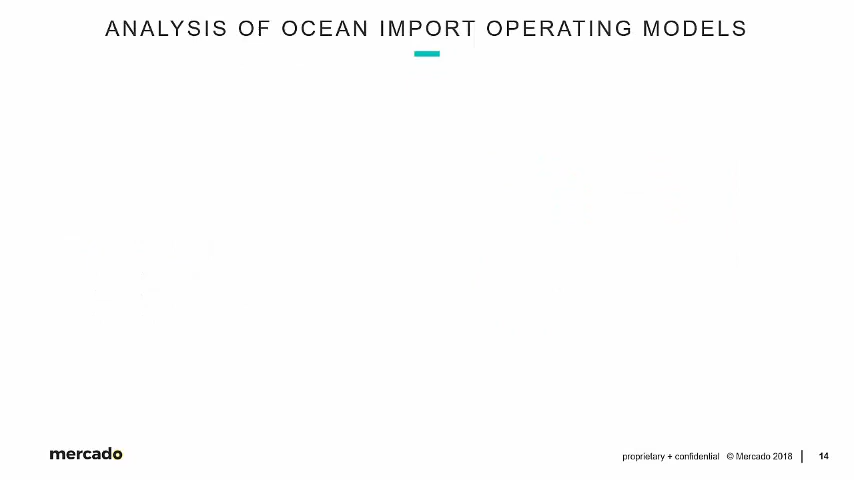 ANALYSIS OF OCEAN IMPORT OPERATING MODELS
mercado
proprietary + confidential © Mercado 2018 | 14